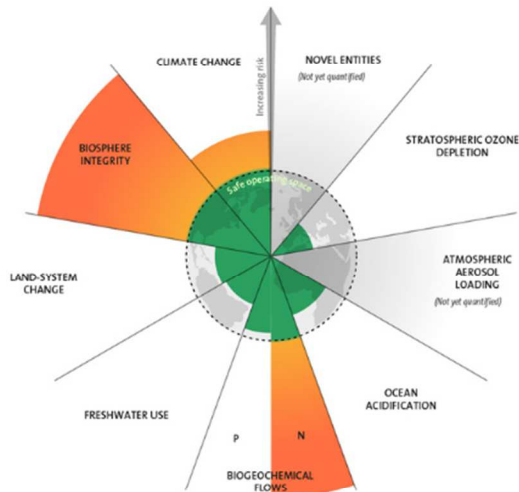 CLIMATE CHANGE
Increasing risk
NOVEL ENTITIES
(Not yet quantified)
BIOSPHERE
INTEGRITY
STRATOSPHERIC OZONE
DEPLETION
Safe operating space
LAND-SYSTEM
CHANGE
ATMOSPHERIC
AEROSOL
LOADING
(Not yet quantified)
FRESHWATER USE
OCEAN
ACIDIFICATION
P
N
BIOGEOCHEMICAL
FLOWS